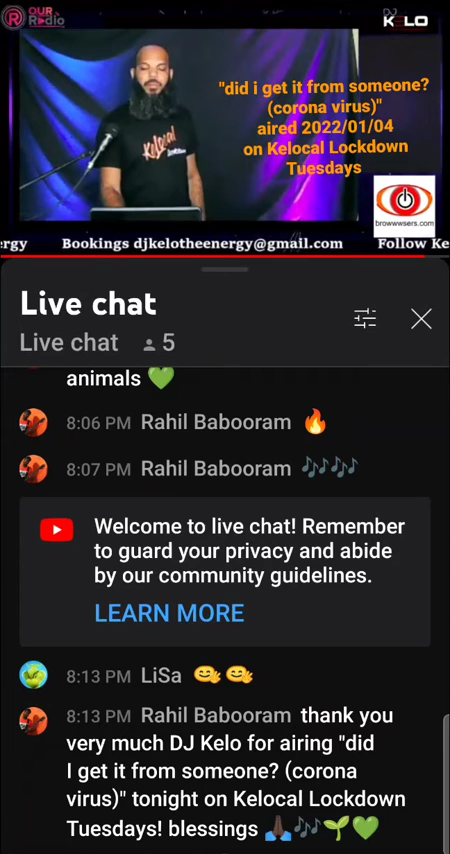 OUR
Radio
DJ
KELO
"did i get it from someone?
(corona virus)"
aired 2022/01/04
on Kelocal Lockdown
Tuesdays
Kelocal
browwwsers.com
ergy Bookings djkelotheenergy@gmail.com Follow Ke
Live chat
Live chat 5
animals 💚
8:06 PM Rahil Babooram 🔥
8:07 PM Rahil Babooram 🎶🎶
Welcome to live chat! Remember
to guard your privacy and abide
by our community guidelines.
LEARN MORE
8:13 PM LiSa 🤗🤗
8:13 PM Rahil Babooram thank you
very much DJ Kelo for airing "did
I get it from someone? (corona
virus)" tonight on Kelocal Lockdown
Tuesdays! blessings 🙏🏿🎶🌱💚